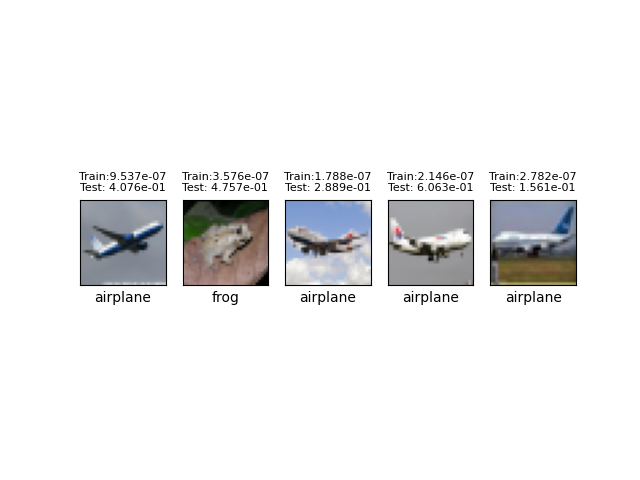 Train:9.537e-07
Test: 4.076e-01
airplane
Train:3.576e-07
Test: 4.757e-01
frog
Train:1.788e-07
Test: 2.889e-01
airplane
Train:2.146e-07
Test: 6.063e-01
airplane
Train:2.782e-07
Test: 1.561e-01
airplane